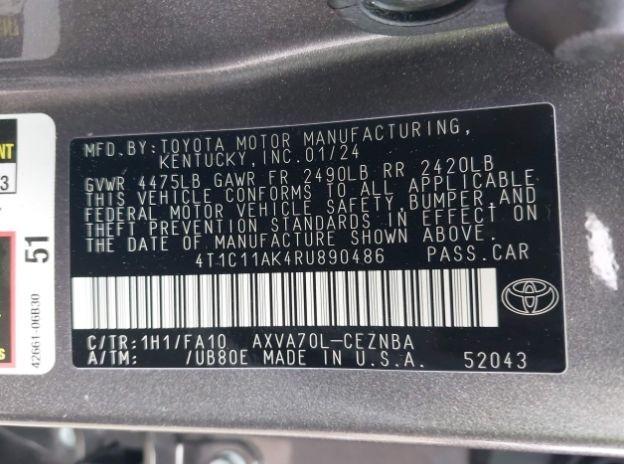 MFD.BY:TOYOTA MOTOR MANUFACTURING,
KENTUCKY,INC.01/24
GVWR 4475LB GAWR FR 2490LB RR 2420LB
THIS VEHICLE CONFORMS TO ALL APPLICABLE
FEDERAL MOTOR VEHICLE SAFETY,BUMPER,AND
THEFT PREVENTION STANDARDS IN EFFECT ON
THE DATE OF MANUFACTURE SHOWN ABOVE.
4T1C11AK4RU890486 PASS.CAR
C/TR:1H1/FA10 AXVA70L-CEZNBA
A/TM: /UB80E MADE IN U.S.A. 52043
51
42661-06B30